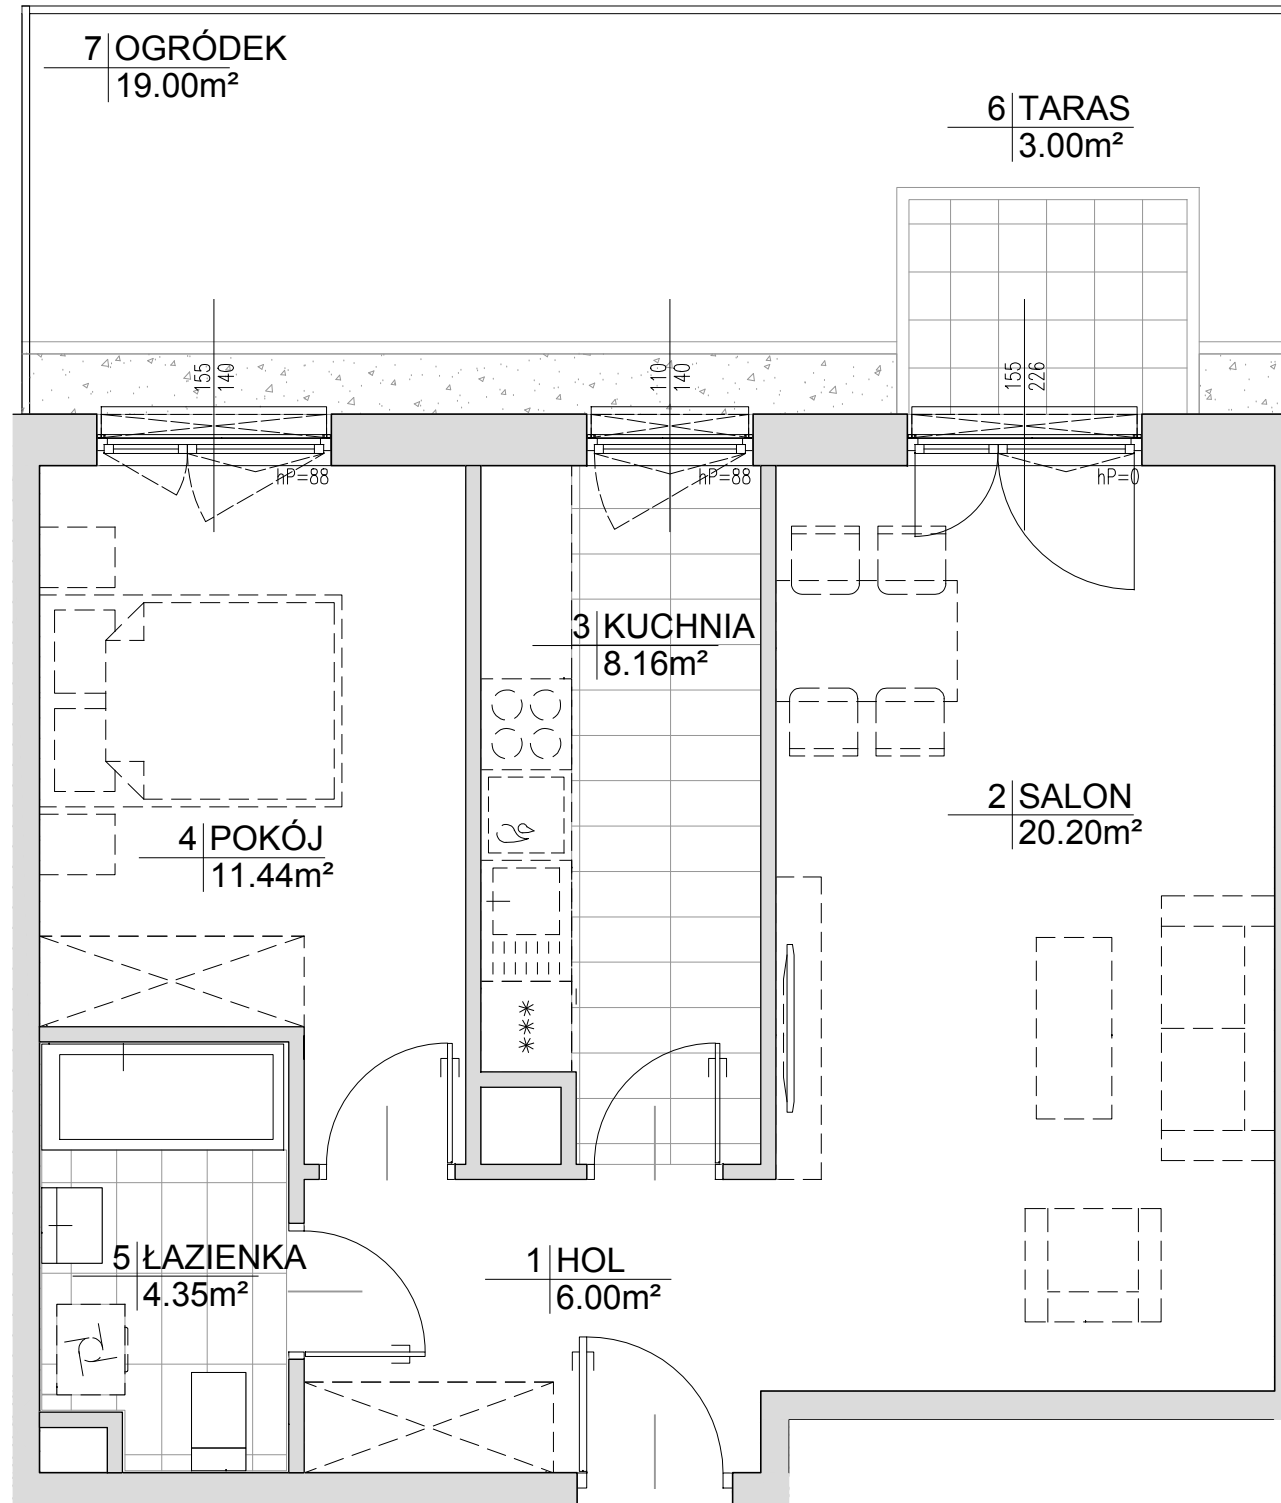 7 OGRÓDEK
19.00m²
6 TARAS
3.00m²
155
140
110
140
155
226
hP=88
hP=88
hP=0
3 KUCHNIA
8.16m²
2 SALON
20.20m²
4 POKÓJ
11.44m²
5 ŁAZIENKA
4.35m²
1 HOL
6.00m²